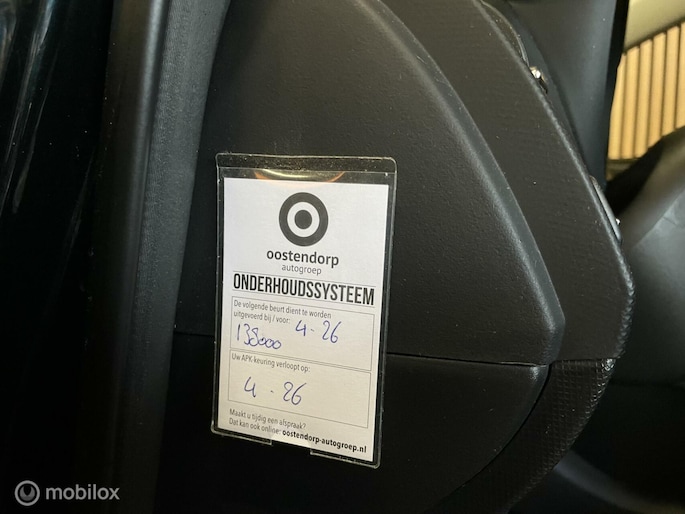 oostendorp
autogroep
ONDERHOUDSSYSTEEM
De volgende beurt dient te worden
uitgevoerd bij / voor: 4-26
138000
Uw APK-keuring verloopt op:
4 - 26
Maakt u tijdig een afspraak?
Dat kan ook online: oostendorp-autogroep.nl
mobilox